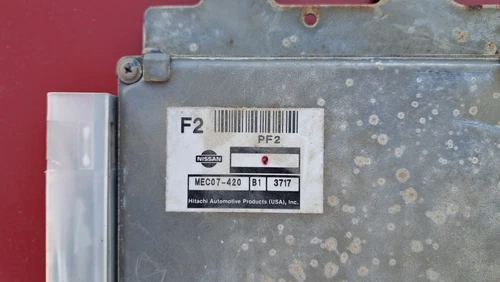 F2
PF2
NISSAN
MEC07-420 B1 3717
Hitachi Automotive Products (USA), Inc.